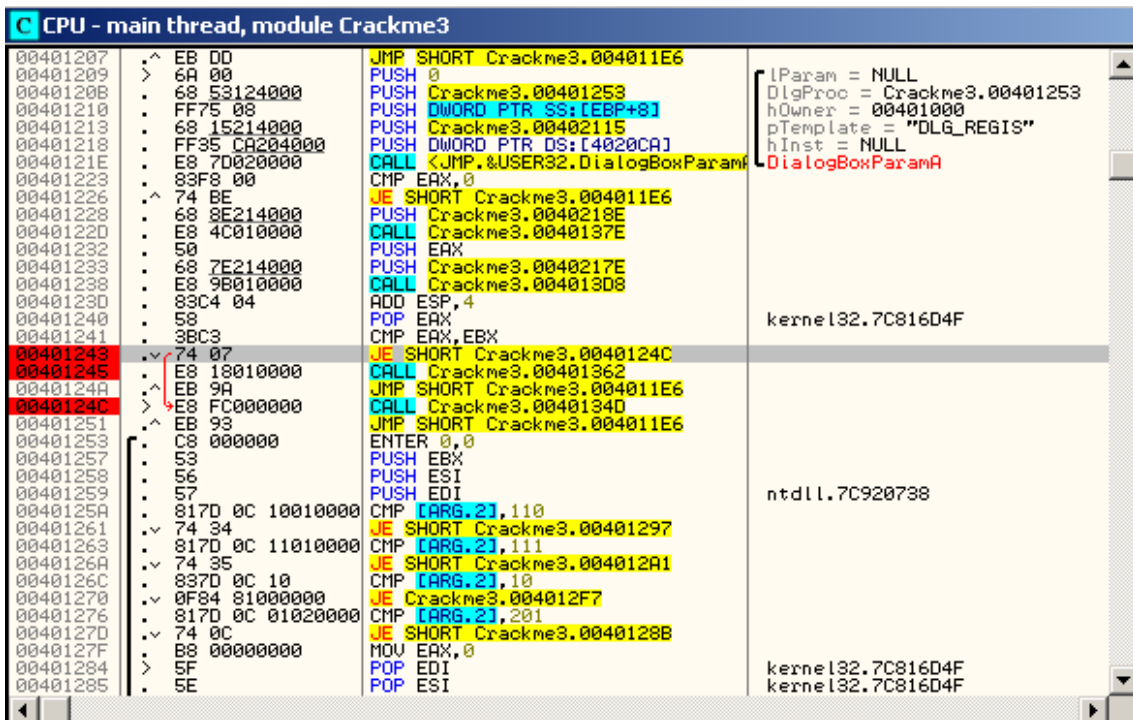 C CPU - main thread, module Crackme3
00401207 .^ EB DD JMP SHORT Crackme3.004011E6
00401209 > 6A 00 PUSH 0 lParam = NULL
0040120B . 68 53124000 PUSH Crackme3.00401253 DlgProc = Crackme3.00401253
00401210 . FF75 08 PUSH DWORD PTR SS:[EBP+8] hOwner = 00401000
00401213 . 68 15214000 PUSH Crackme3.00402115 pTemplate = "DLG_REGIS"
00401218 . FF35 CA204000 PUSH DWORD PTR DS:[4020CA] hInst = NULL
0040121E . E8 7D020000 CALL <JMP.&USER32.DialogBoxParamA DialogBoxParamA
00401223 . 83F8 00 CMP EAX,0
00401226 .^ 74 BE JE SHORT Crackme3.004011E6
00401228 . 68 8E214000 PUSH Crackme3.0040218E
0040122D . E8 4C010000 CALL Crackme3.0040137E
00401232 . 50 PUSH EAX
00401233 . 68 7E214000 PUSH Crackme3.0040217E
00401238 . E8 9B010000 CALL Crackme3.004013D8
0040123D . 83C4 04 ADD ESP,4
00401240 . 58 POP EAX kernel32.7C816D4F
00401241 . 3BC3 CMP EAX,EBX
00401243 .v 74 07 JE SHORT Crackme3.0040124C
00401245 . E8 18010000 CALL Crackme3.00401362
0040124A .^ EB 9A JMP SHORT Crackme3.004011E6
0040124C > E8 FC000000 CALL Crackme3.0040134D
00401251 .^ EB 93 JMP SHORT Crackme3.004011E6
00401253 . C8 000000 ENTER 0,0
00401257 . 53 PUSH EBX
00401258 . 56 PUSH ESI
00401259 . 57 PUSH EDI ntdll.7C920738
0040125A . 817D 0C 10010000 CMP [ARG.2],110
00401261 .v 74 34 JE SHORT Crackme3.00401297
00401263 . 817D 0C 11010000 CMP [ARG.2],111
0040126A .v 74 35 JE SHORT Crackme3.004012A1
0040126C . 837D 0C 10 CMP [ARG.2],10
00401270 .v 0F84 81000000 JE Crackme3.004012F7
00401276 . 817D 0C 01020000 CMP [ARG.2],201
0040127D .v 74 0C JE SHORT Crackme3.0040128B
0040127F . B8 00000000 MOV EAX,0
00401284 > 5F POP EDI kernel32.7C816D4F
00401285 . 5E POP ESI kernel32.7C816D4F